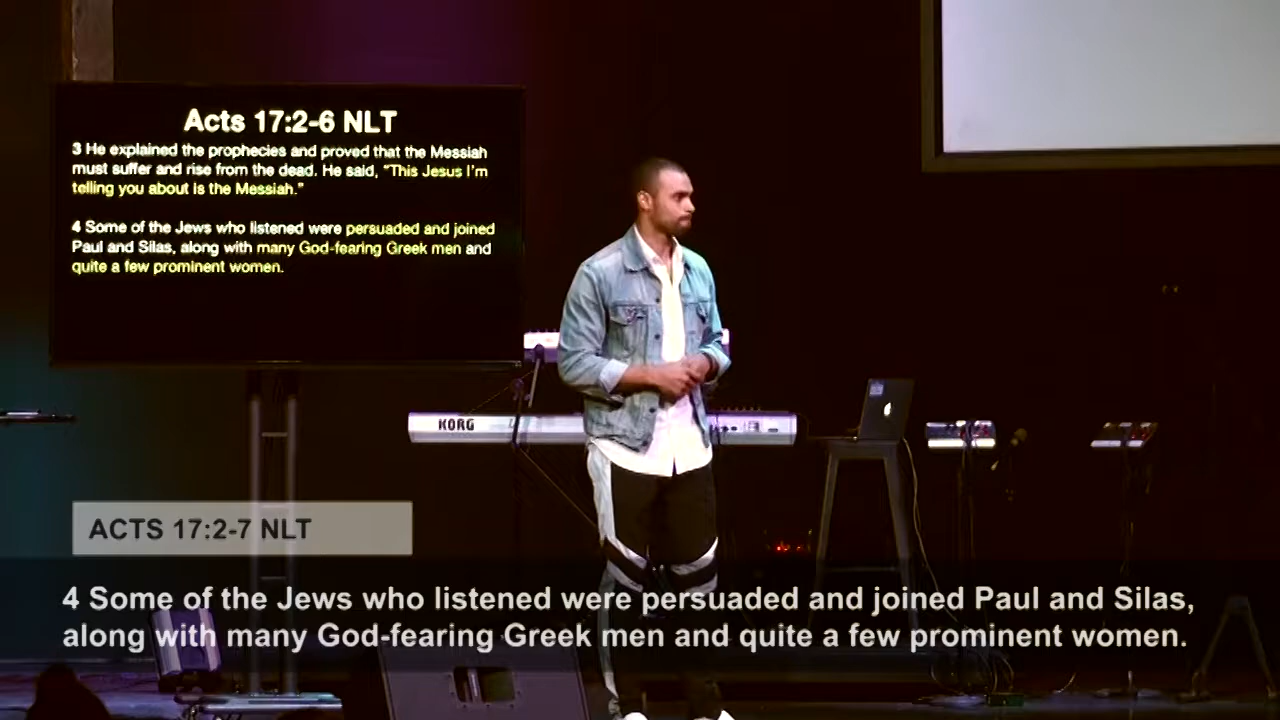 Acts 17:2-6 NLT
3 He explained the prophecies and proved that the Messiah
must suffer and rise from the dead. He said, “This Jesus I’m
telling you about is the Messiah.”
4 Some of the Jews who listened were persuaded and joined
Paul and Silas, along with many God-fearing Greek men and
quite a few prominent women.
KORG
ACTS 17:2-7 NLT
4 Some of the Jews who listened were persuaded and joined Paul and Silas,
along with many God-fearing Greek men and quite a few prominent women.